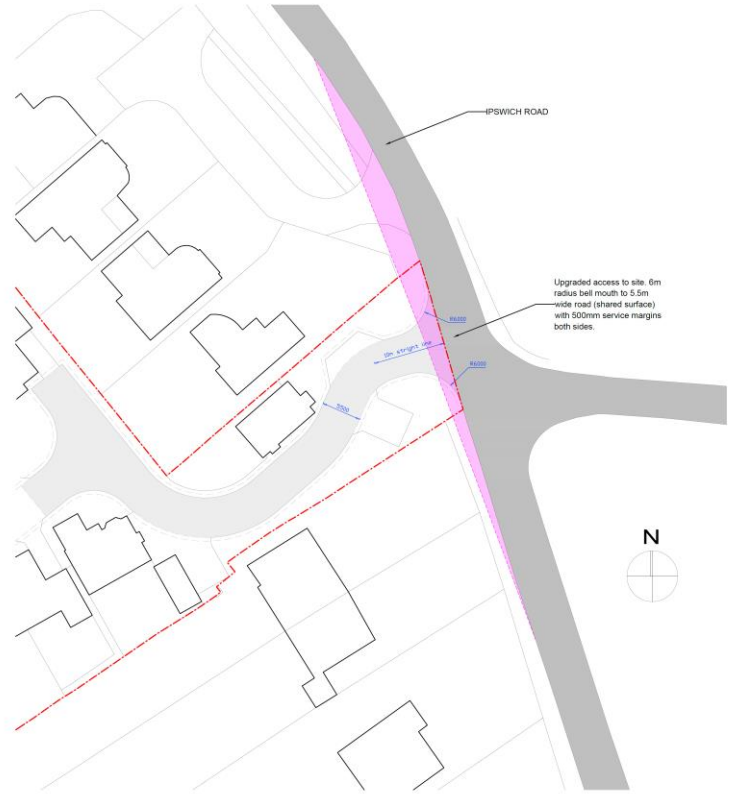 IPSWICH ROAD
Upgraded access to site. 6m
radius bell mouth to 5.5m
wide road (shared surface)
with 500mm service margins
both sides.
R6000
10m straight line
R6000
5500
N